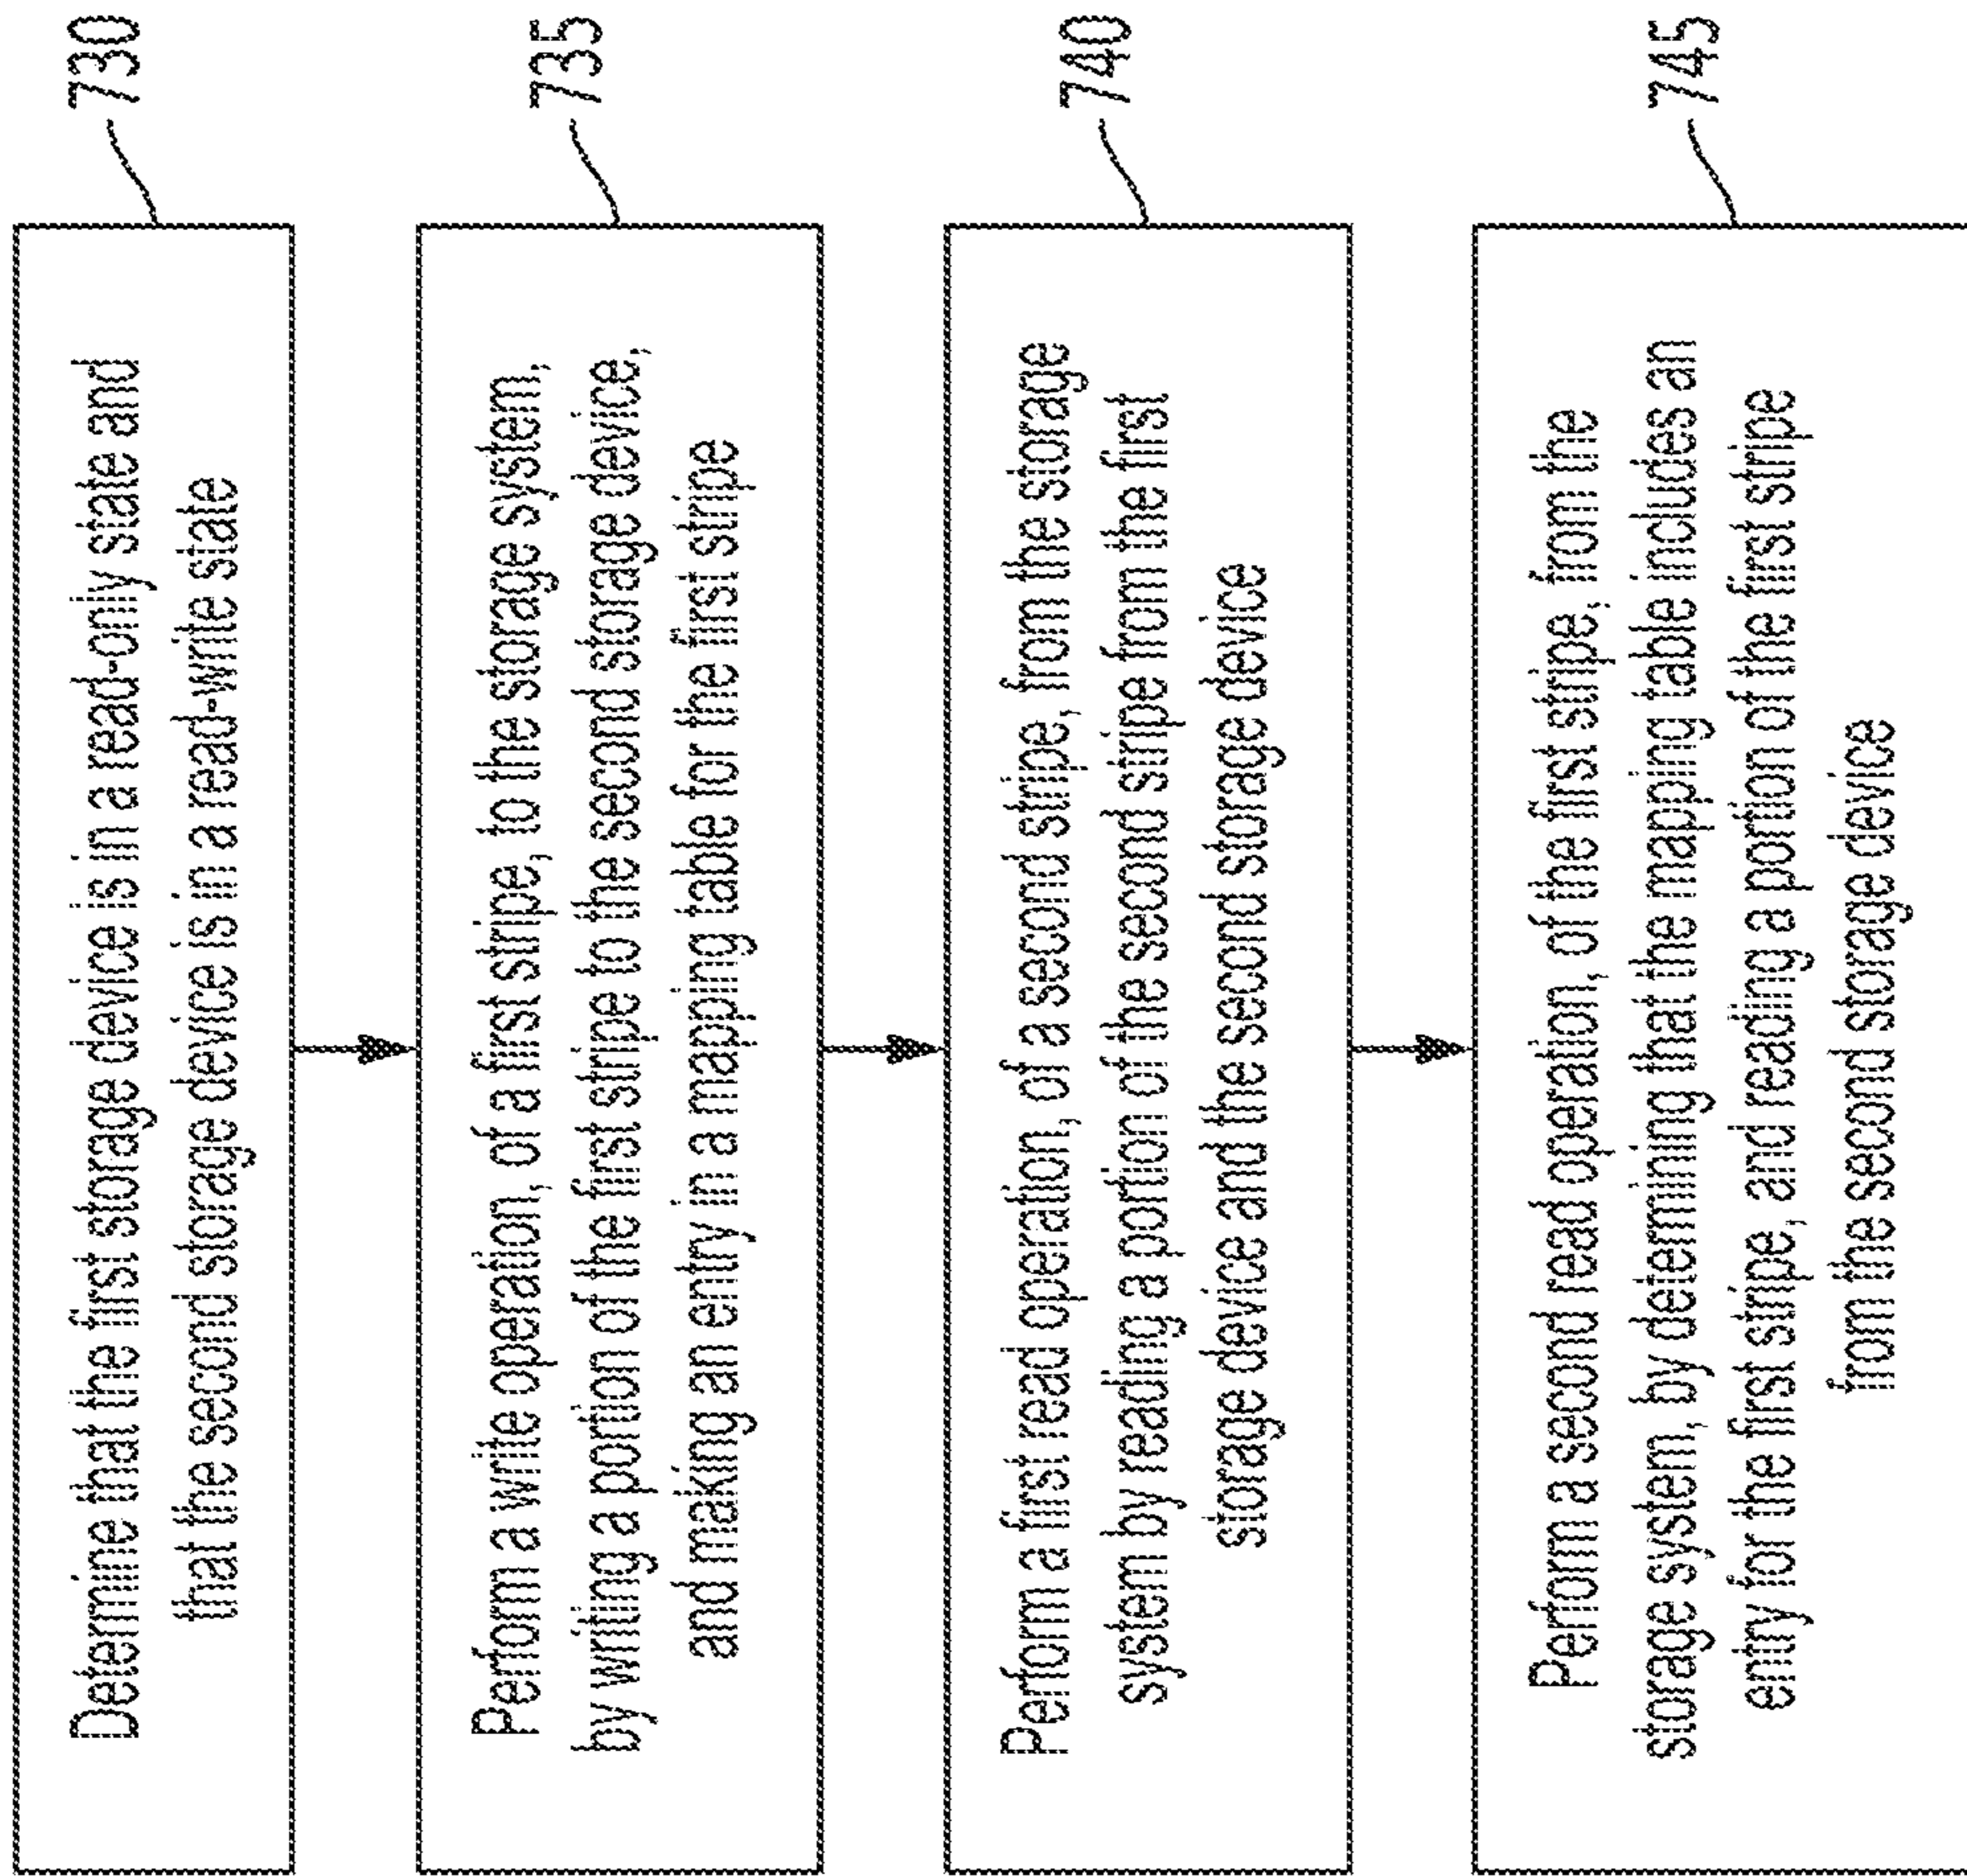 Determine that the first storage device is in a read-only state and
that the second storage device is in a read-write state
730
Perform a write operation, of a first stripe, to the storage system,
by writing a portion of the first stripe to the second storage device,
and making an entry in a mapping table for the first stripe
735
Perform a first read operation, of a second stripe, from the storage
system by reading a portion of the second stripe from the first
storage device and the second storage device
740
Perform a second read operation, of the first stripe, from the
storage system, by determining that the mapping table includes an
entry for the first stripe, and reading a portion of the first stripe
from the second storage device
745